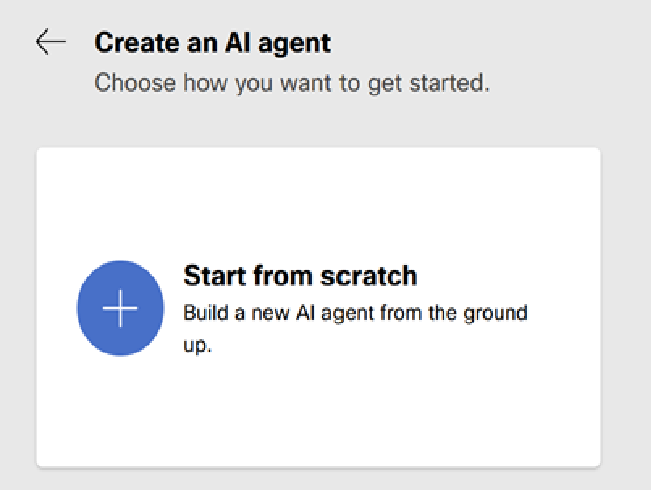 Create an AI agent
Choose how you want to get started.
Start from scratch
Build a new AI agent from the ground
up.